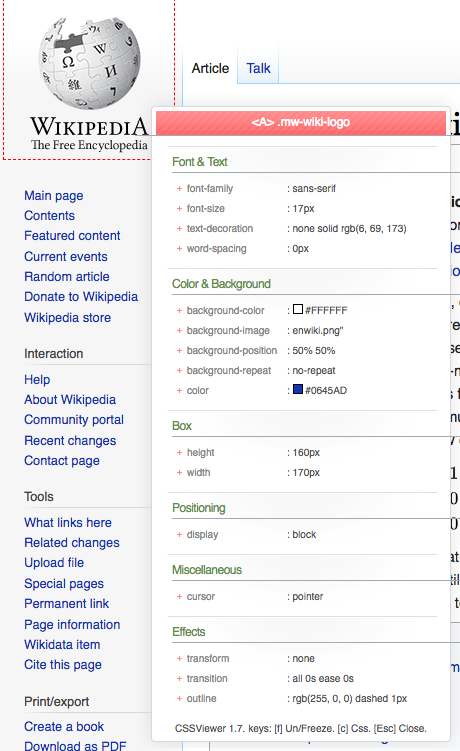 WIKIPEDIA
The Free Encyclopedia
Main page
Contents
Featured content
Current events
Random article
Donate to Wikipedia
Wikipedia store
Interaction
Help
About Wikipedia
Community portal
Recent changes
Contact page
Tools
What links here
Related changes
Upload file
Special pages
Permanent link
Page information
Wikidata item
Cite this page
Print/export
Create a book
Download as PDF
Article Talk
<A> .mw-wiki-logo
Font & Text
+ font-family : sans-serif
+ font-size : 17px
+ text-decoration : none solid rgb(6, 69, 173)
+ word-spacing : 0px
Color & Background
+ background-color : #FFFFFF
+ background-image : enwiki.png"
+ background-position : 50% 50%
+ background-repeat : no-repeat
+ color : #0645AD
Box
+ height : 160px
+ width : 170px
Positioning
+ display : block
Miscellaneous
+ cursor : pointer
Effects
+ transform : none
+ transition : all 0s ease 0s
+ outline : rgb(255, 0, 0) dashed 1px
CSSViewer 1.7. keys: [f] Un/Freeze. [c] Css. [Esc] Close.